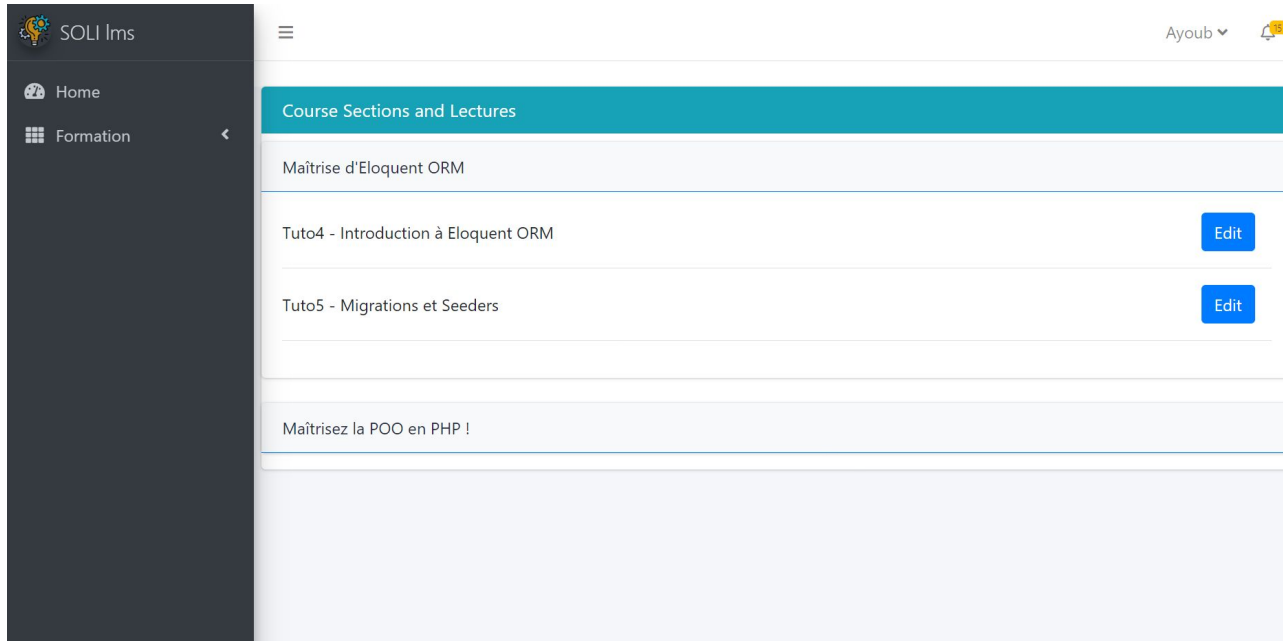 SOLI lms
Ayoub
15
Home
Formation
Course Sections and Lectures
Maîtrise d'Eloquent ORM
Tuto4 - Introduction à Eloquent ORM
Edit
Tuto5 - Migrations et Seeders
Edit
Maîtrisez la POO en PHP !